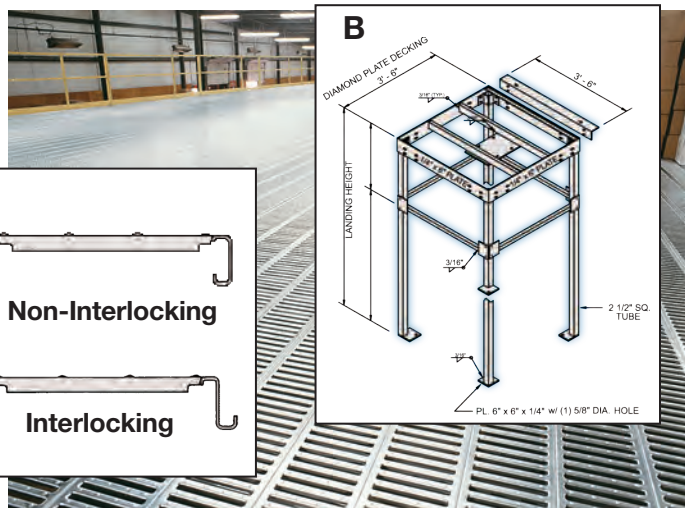 B
DIAMOND PLATE DECKING
3' - 6"
3' - 6"
3/16" (TYP.)
1/4" x 6" PLATE
1/4" x 6" PLATE
LANDING HEIGHT
3/16"
2 1/2" SQ.
TUBE
3/16"
PL. 6" x 6" x 1/4" w/ (1) 5/8" DIA. HOLE
Non-Interlocking
Interlocking